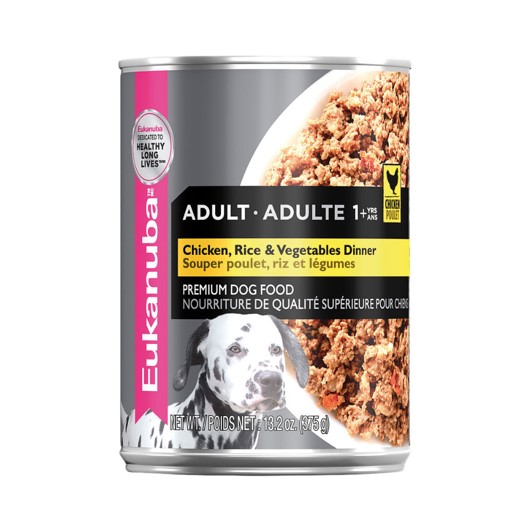 Eukanuba
DEDICATED TO
HEALTHY
LONG
LIVES
Eukanuba
ADULT · ADULTE 1+ YRS ANS
CHICKEN
POULET
Chicken, Rice & Vegetables Dinner
Souper poulet, riz et légumes
PREMIUM DOG FOOD
NOURRITURE DE QUALITÉ SUPÉRIEURE POUR CHIENS
NET WT. / POIDS NET : 13.2 oz. (375 g)